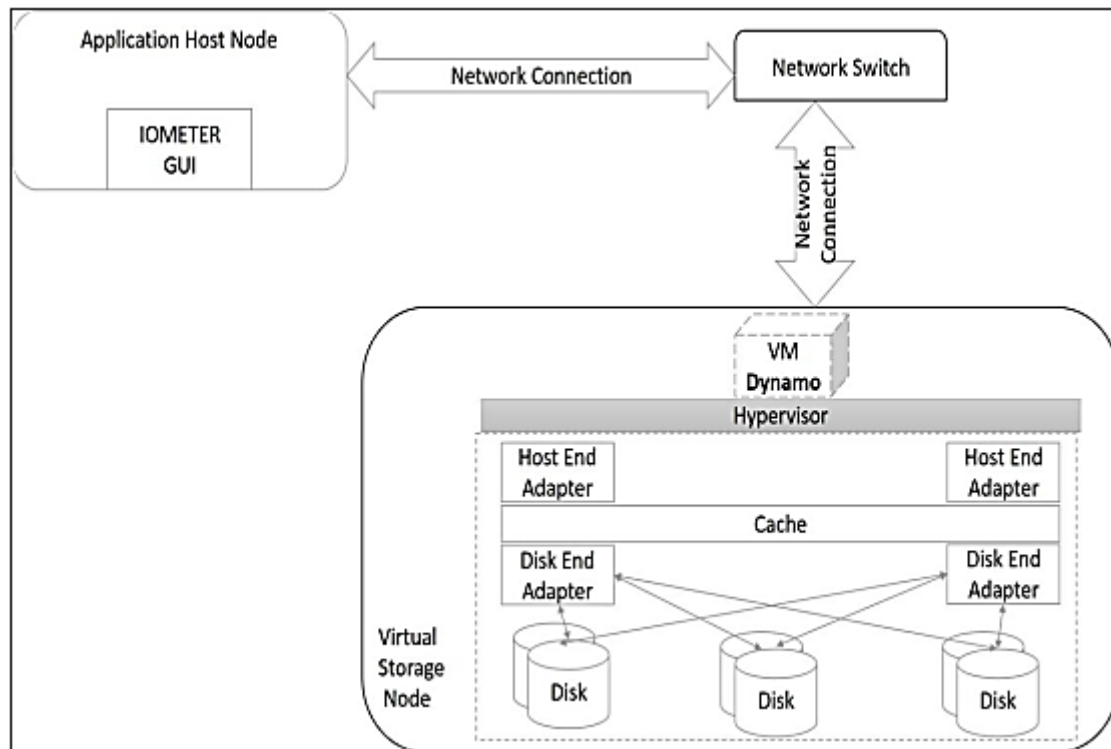 Application Host Node
Network Connection
Network Switch
IOMETER
GUI
Network
Connection
VM
Dynamo
Hypervisor
Host End
Adapter
Host End
Adapter
Cache
Disk End
Adapter
Disk End
Adapter
Virtual
Storage
Node
Disk
Disk
Disk